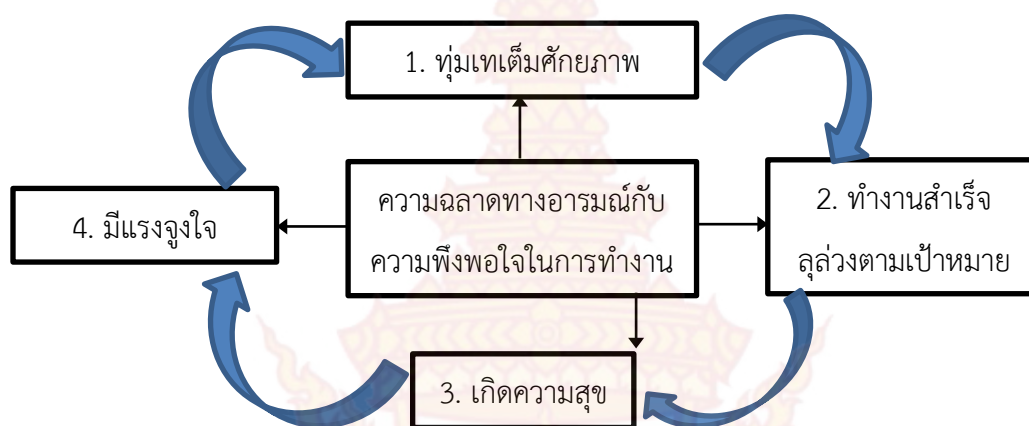 1. ทุ่มเทเต็มศักยภาพ
ความฉลาดทางอารมณ์กับ
ความพึงพอใจในการทำงาน
2. ทำงานสำเร็จ
ลุล่วงตามเป้าหมาย
3. เกิดความสุข
4. มีแรงจูงใจ